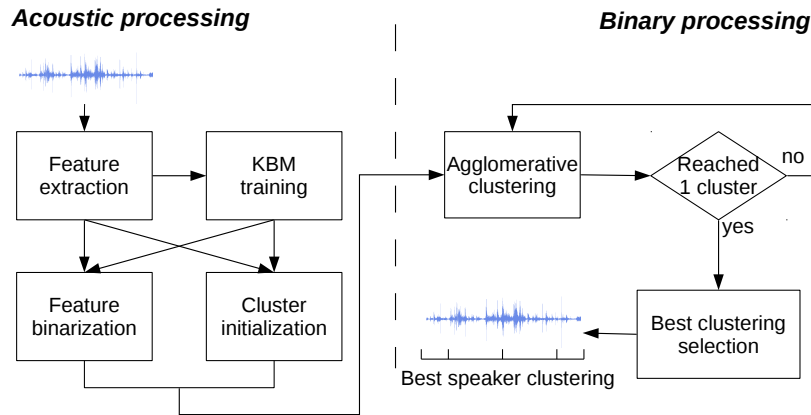 Acoustic processing
Binary processing
Feature
extraction
KBM
training
Agglomerative
clustering
Reached
1 cluster
no
yes
Feature
binarization
Cluster
initialization
Best clustering
selection
Best speaker clustering